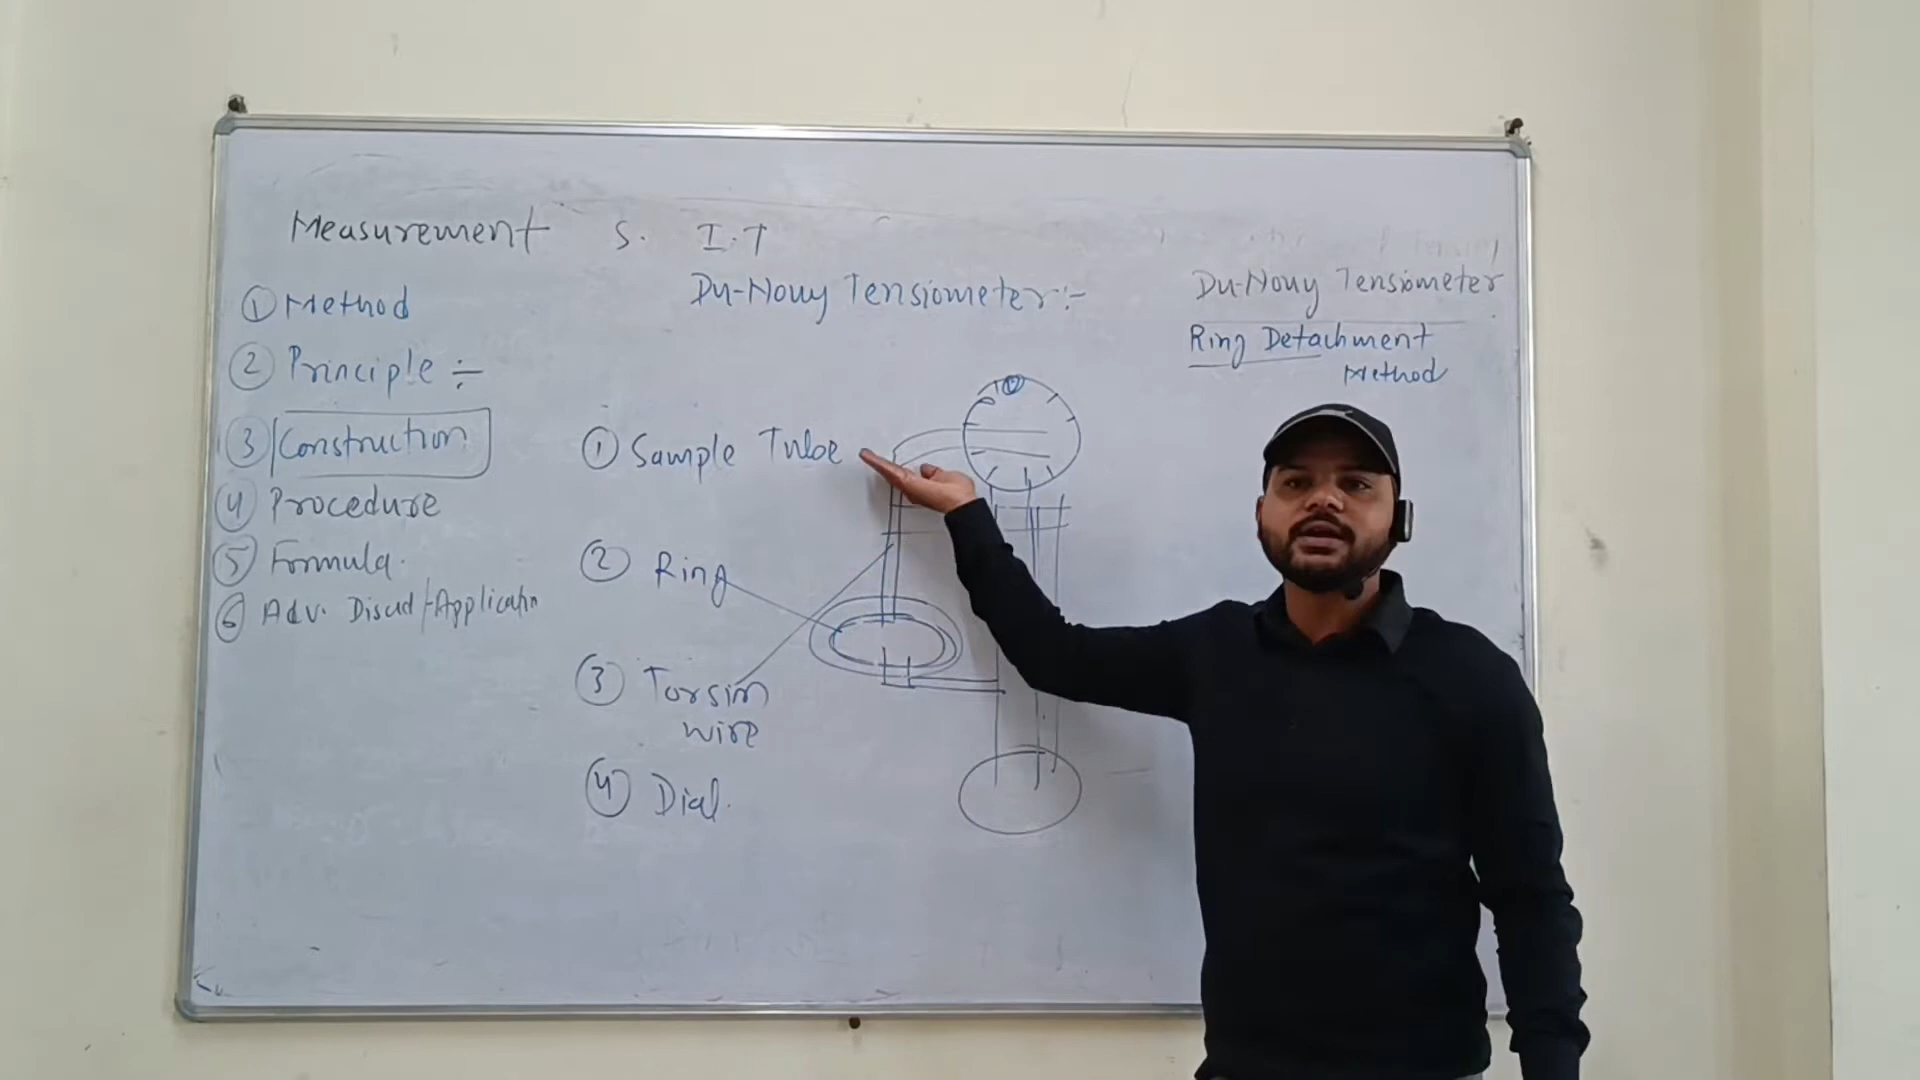 Measurement S. I.T
Du-Nouy Tensiometer:-
① Method
② Principle ÷
③ Construction
④ Procedure
⑤ Formula.
⑥ Adv. Disad/-Application
① Sample Tube
② Ring
③ Torsion
wire
④ Dial.
Du-Nouy Tensiometer
Ring Detachment
Method